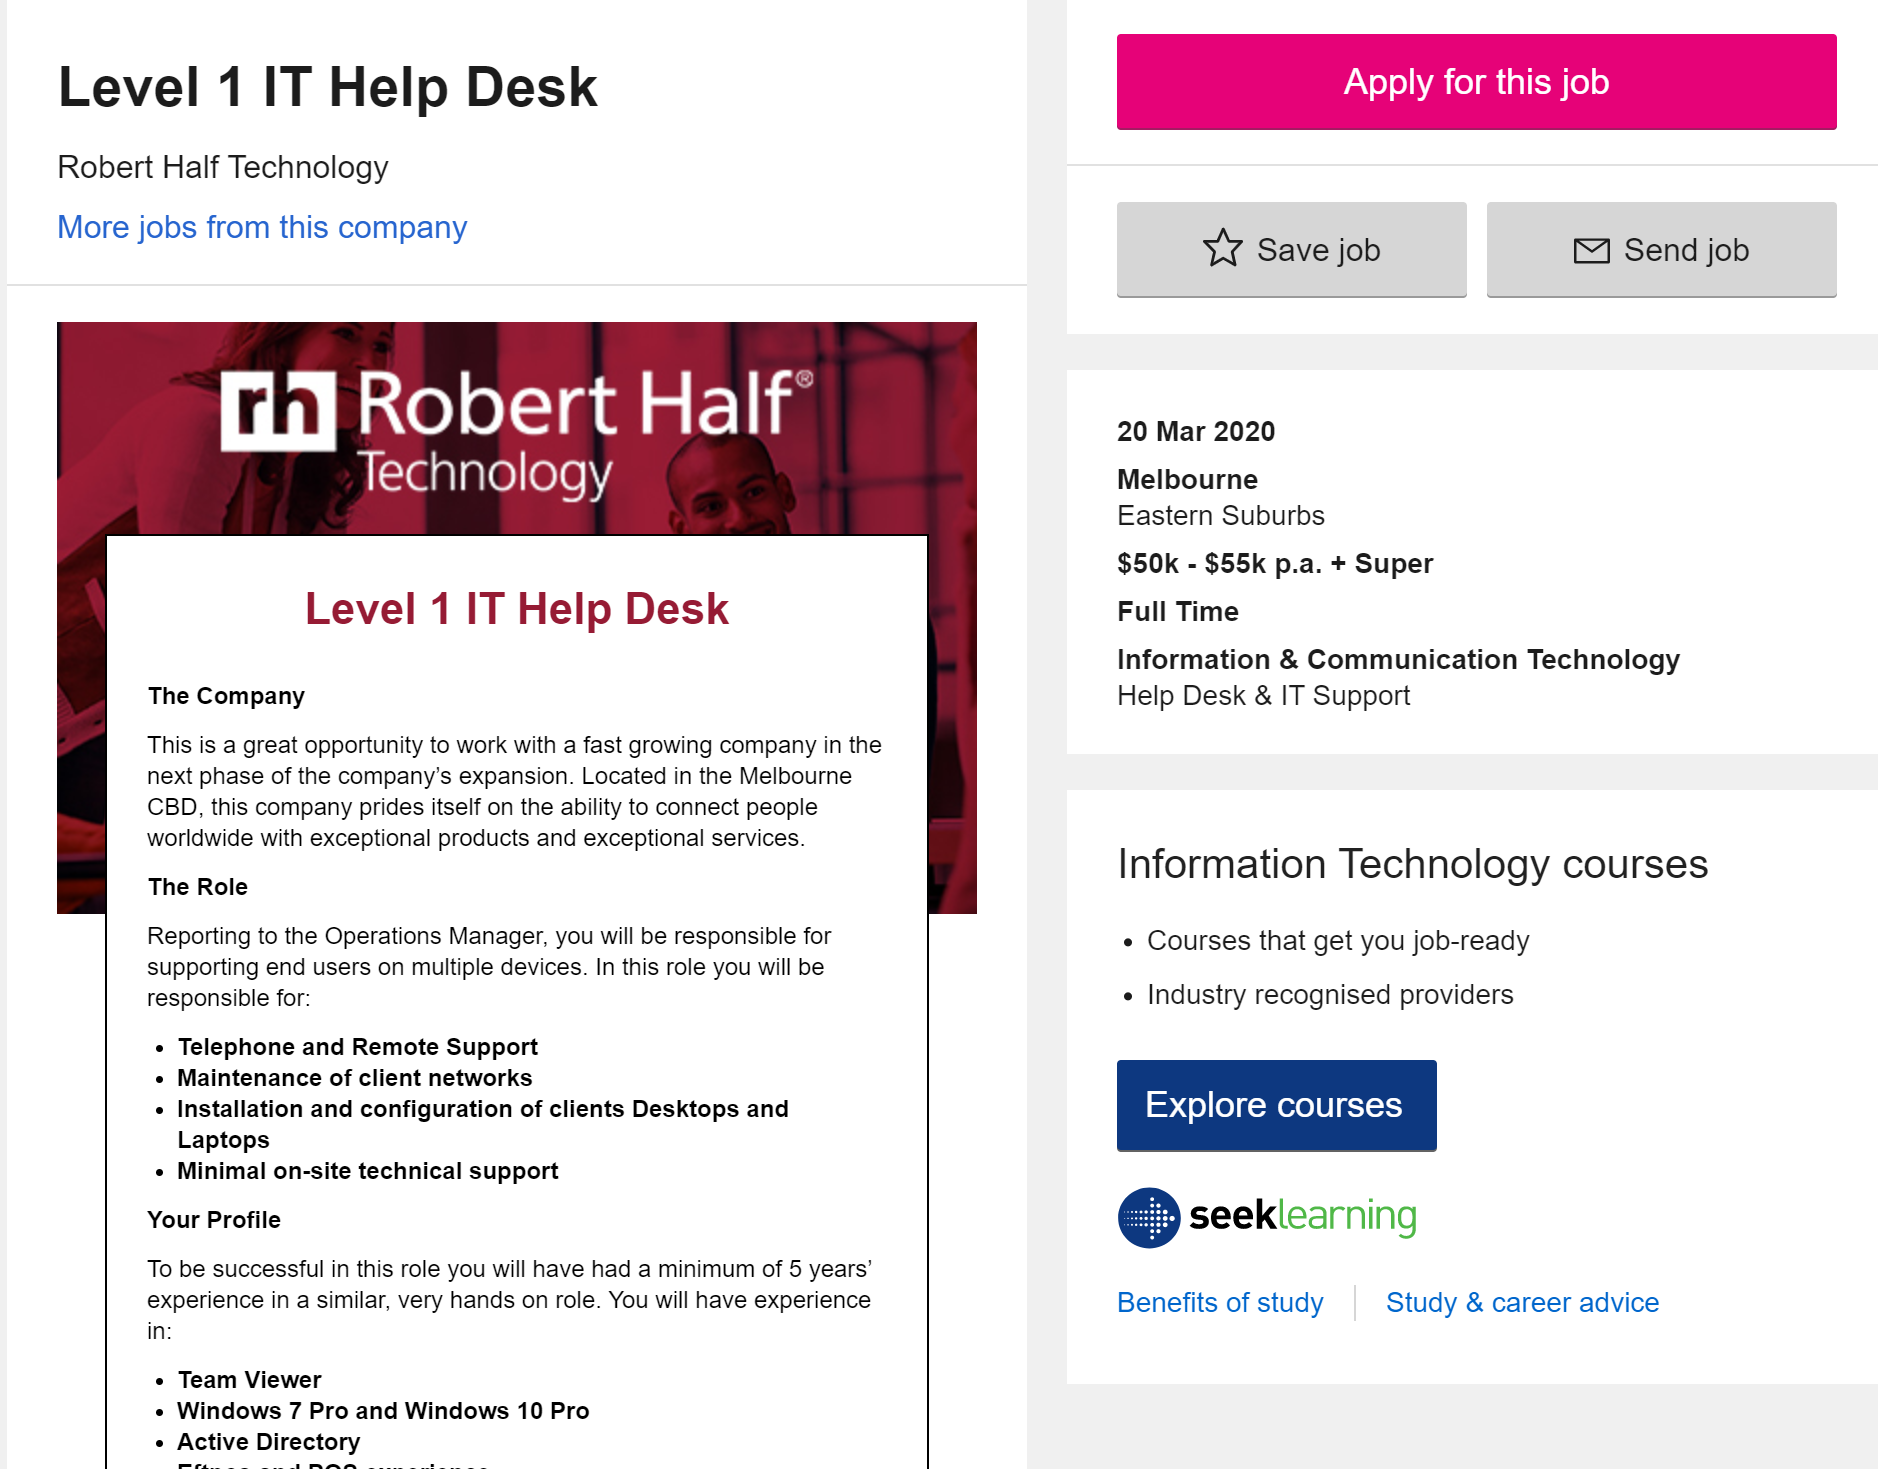 Level 1 IT Help Desk
Robert Half Technology
More jobs from this company
rh Robert Half®
Technology
Level 1 IT Help Desk
The Company
This is a great opportunity to work with a fast growing company in the
next phase of the company’s expansion. Located in the Melbourne
CBD, this company prides itself on the ability to connect people
worldwide with exceptional products and exceptional services.
The Role
Reporting to the Operations Manager, you will be responsible for
supporting end users on multiple devices. In this role you will be
responsible for:
• Telephone and Remote Support
• Maintenance of client networks
• Installation and configuration of clients Desktops and
Laptops
• Minimal on-site technical support
Your Profile
To be successful in this role you will have had a minimum of 5 years’
experience in a similar, very hands on role. You will have experience
in:
• Team Viewer
• Windows 7 Pro and Windows 10 Pro
• Active Directory
Eftpos and POS experience
Apply for this job
Save job
Send job
20 Mar 2020
Melbourne
Eastern Suburbs
$50k - $55k p.a. + Super
Full Time
Information & Communication Technology
Help Desk & IT Support
Information Technology courses
• Courses that get you job-ready
• Industry recognised providers
Explore courses
seeklearning
Benefits of study
Study & career advice